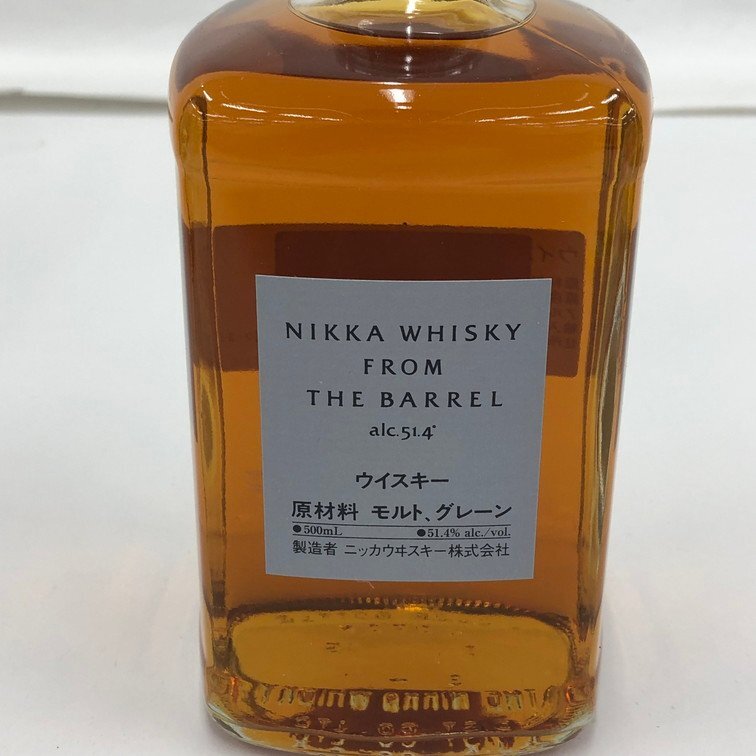 NIKKA WHISKY
FROM
THE BARREL
alc.51.4°
ウイスキー
原材料 モルト、グレーン
●500mL ●51.4% alc./vol.
製造者 ニッカウヰスキー株式会社